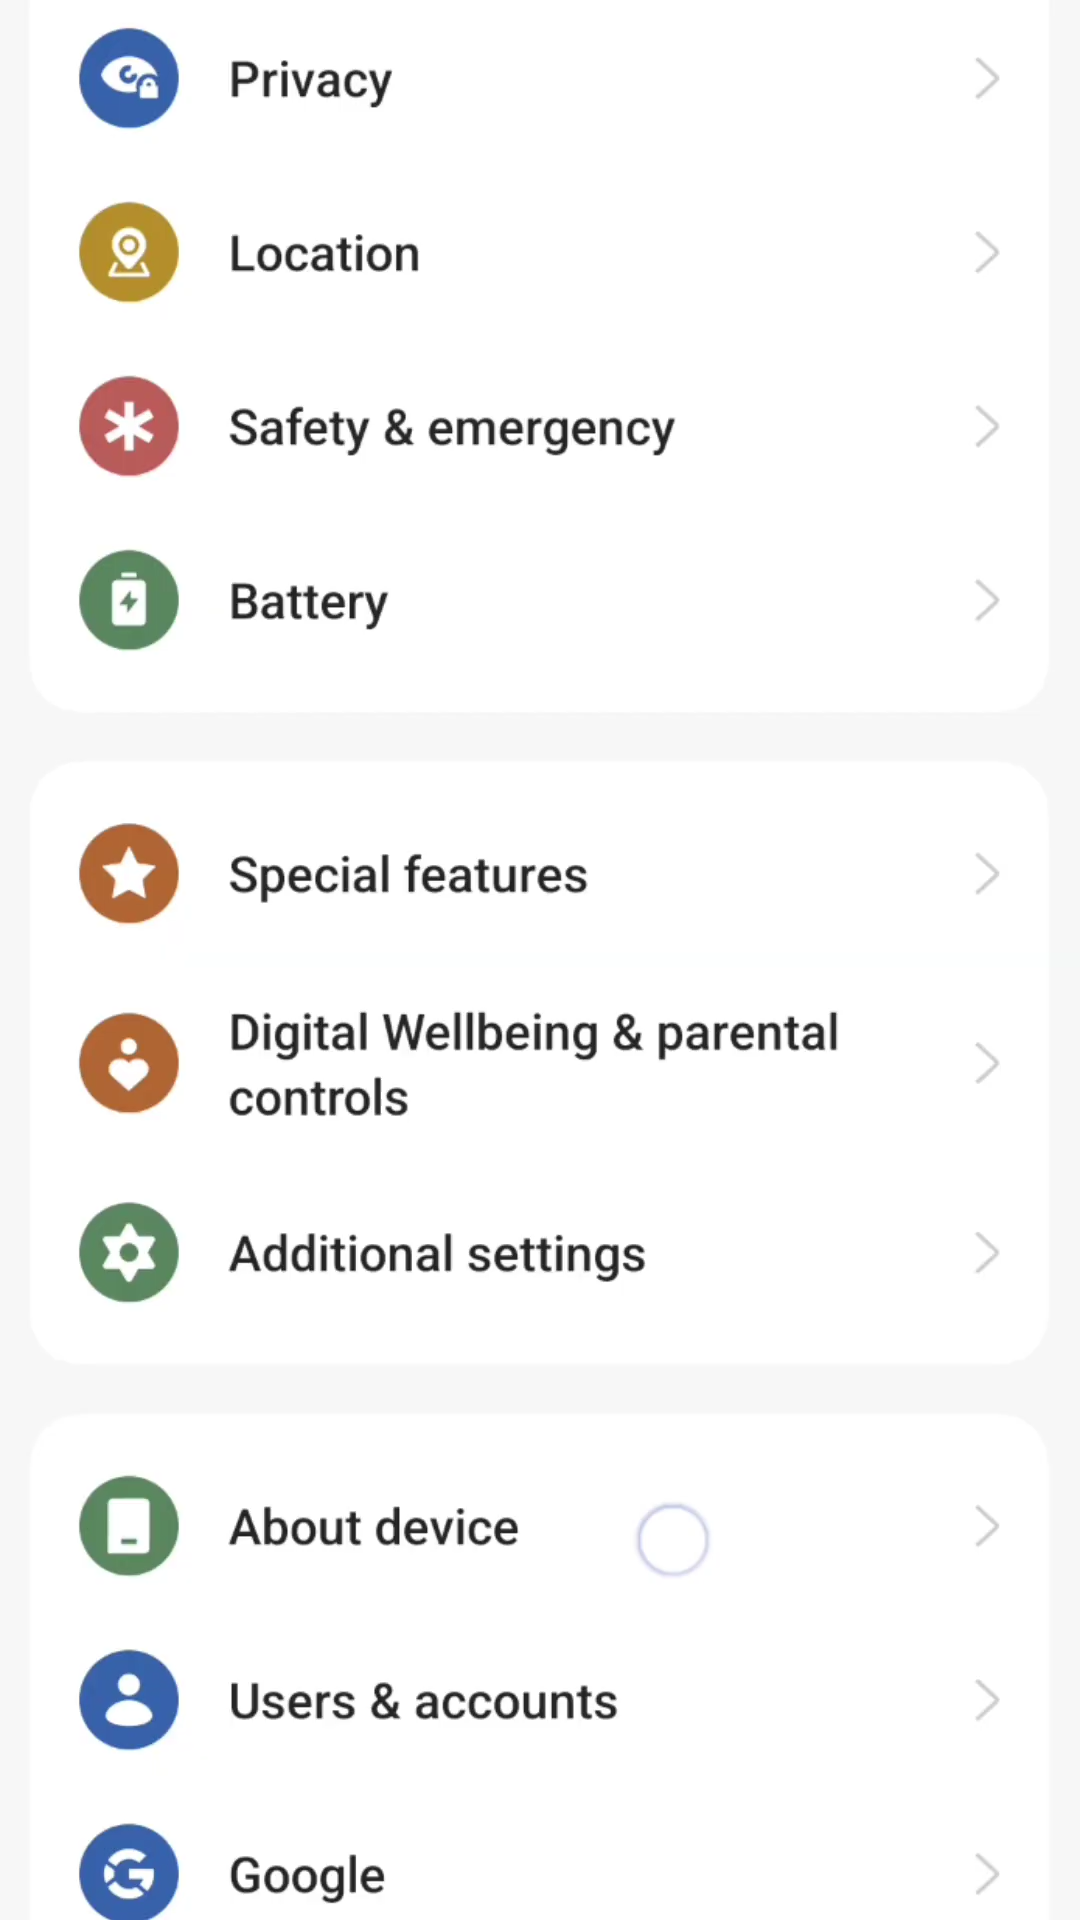 Privacy
Location
Safety & emergency
Battery
Special features
Digital Wellbeing & parental
controls
Additional settings
About device
Users & accounts
Google